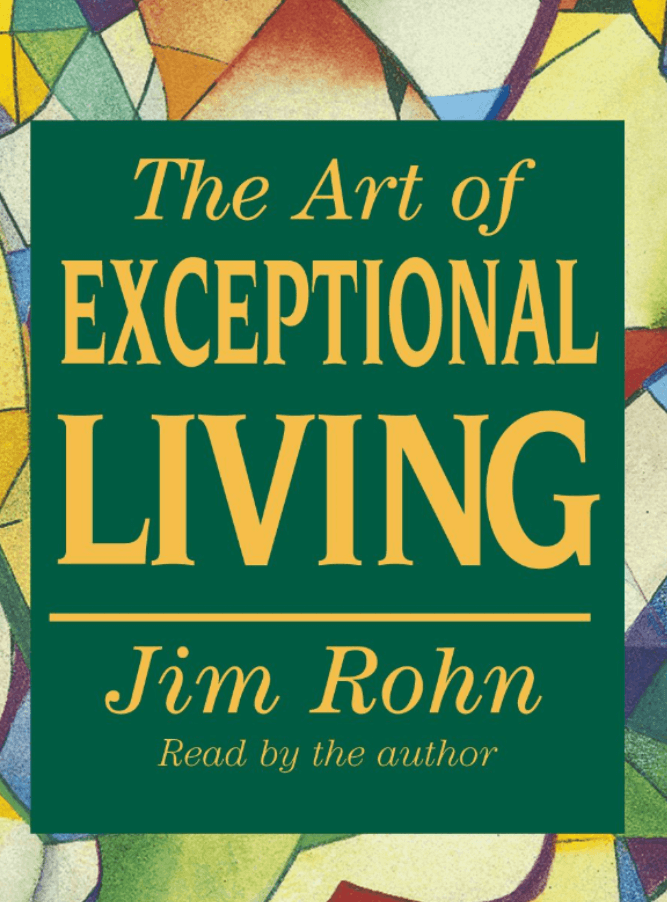 The Art of
EXCEPTIONAL
LIVING
Jim Rohn
Read by the author